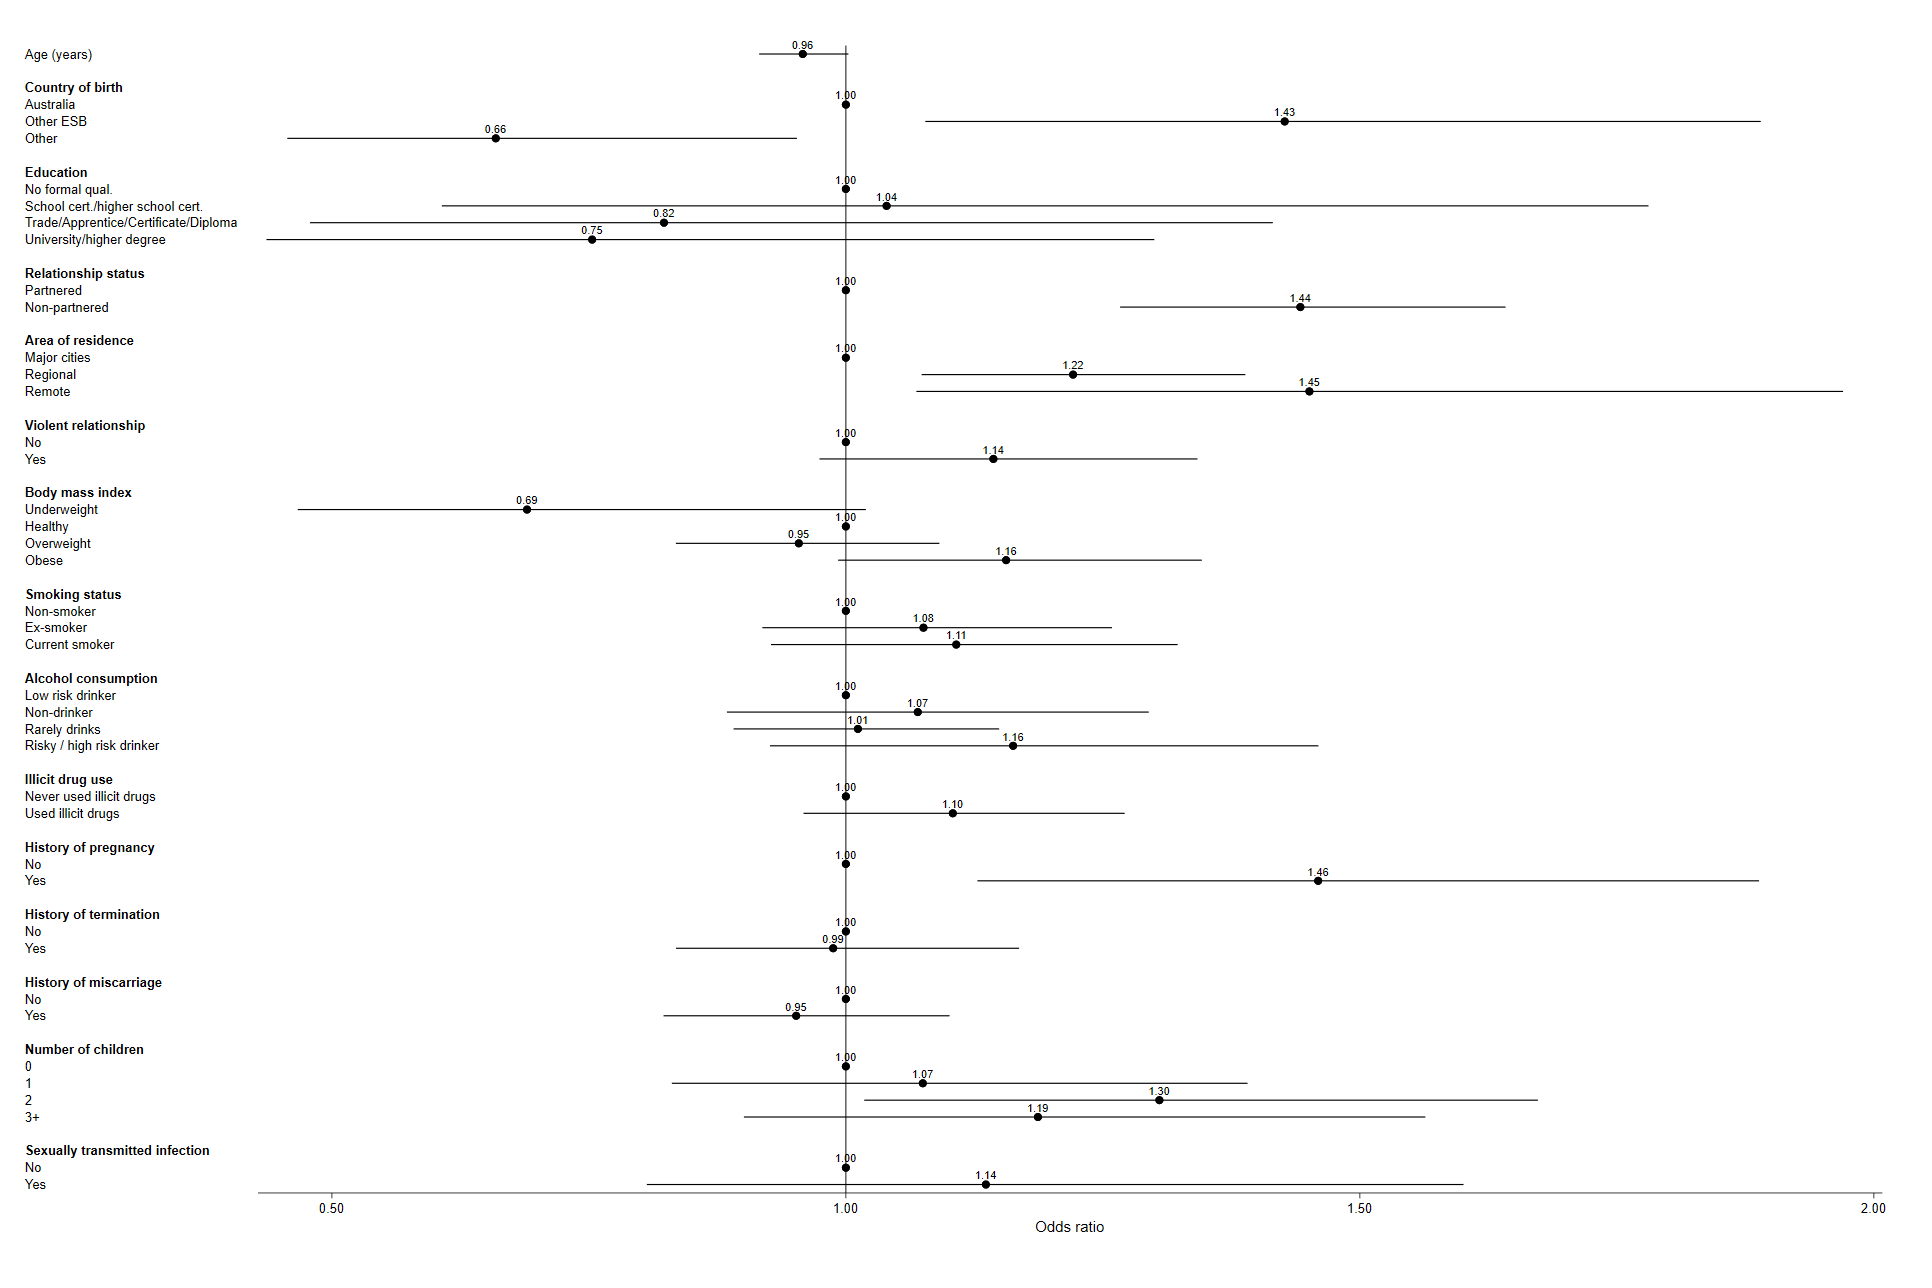 0.96
Age (years)
Country of birth
1.00
Australia
1.43
Other ESB
0.66
Other
Education
1.00
No formal qual.
1.04
School cert./higher school cert.
0.82
Trade/Apprentice/Certificate/Diploma
0.75
University/higher degree
Relationship status
1.00
Partnered
1.44
Non-partnered
Area of residence
1.00
Major cities
1.22
Regional
1.45
Remote
Violent relationship
1.00
No
1.14
Yes
Body mass index
0.69
Underweight
1.00
Healthy
0.95
Overweight
1.16
Obese
Smoking status
1.00
Non-smoker
1.08
Ex-smoker
1.11
Current smoker
Alcohol consumption
1.00
Low risk drinker
1.07
Non-drinker
1.01
Rarely drinks
1.16
Risky / high risk drinker
Illicit drug use
1.00
Never used illicit drugs
1.10
Used illicit drugs
History of pregnancy
1.00
No
1.46
Yes
History of termination
1.00
No
0.99
Yes
History of miscarriage
1.00
No
0.95
Yes
Number of children
1.00
0
1.07
1
1.30
2
1.19
3+
Sexually transmitted infection
1.00
No
1.14
Yes
0.50 1.00 1.50 2.00
Odds ratio